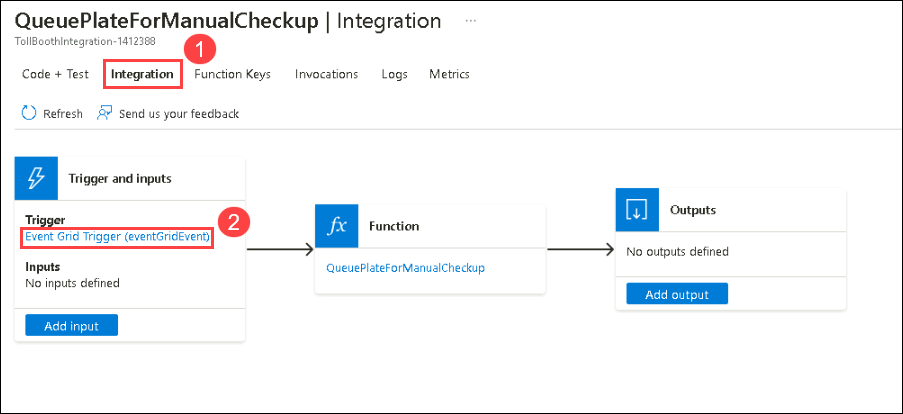 QueuePlateForManualCheckup | Integration ...
TollBoothIntegration-1412388
1
Code + Test Integration Function Keys Invocations Logs Metrics
Refresh Send us your feedback
Trigger and inputs
Trigger
Event Grid Trigger (eventGridEvent)
2
Inputs
No inputs defined
Add input
fx Function
QueuePlateForManualCheckup
Outputs
No outputs defined
Add output